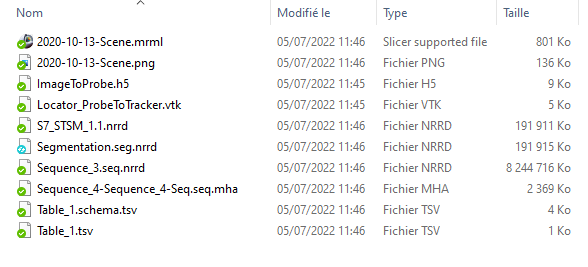 Nom Modifié le Type Taille
2020-10-13-Scene.mrml 05/07/2022 11:46 Slicer supported file 801 Ko
2020-10-13-Scene.png 05/07/2022 11:46 Fichier PNG 136 Ko
ImageToProbe.h5 05/07/2022 11:45 Fichier H5 9 Ko
Locator_ProbeToTracker.vtk 05/07/2022 11:45 Fichier VTK 5 Ko
S7_STSM_1.1.nrrd 05/07/2022 11:46 Fichier NRRD 191 911 Ko
Segmentation.seg.nrrd 05/07/2022 11:46 Fichier NRRD 191 915 Ko
Sequence_3.seq.nrrd 05/07/2022 11:46 Fichier NRRD 8 244 716 Ko
Sequence_4-Sequence_4-Seq.seq.mha 05/07/2022 11:46 Fichier MHA 2 369 Ko
Table_1.schema.tsv 05/07/2022 11:46 Fichier TSV 4 Ko
Table_1.tsv 05/07/2022 11:46 Fichier TSV 1 Ko